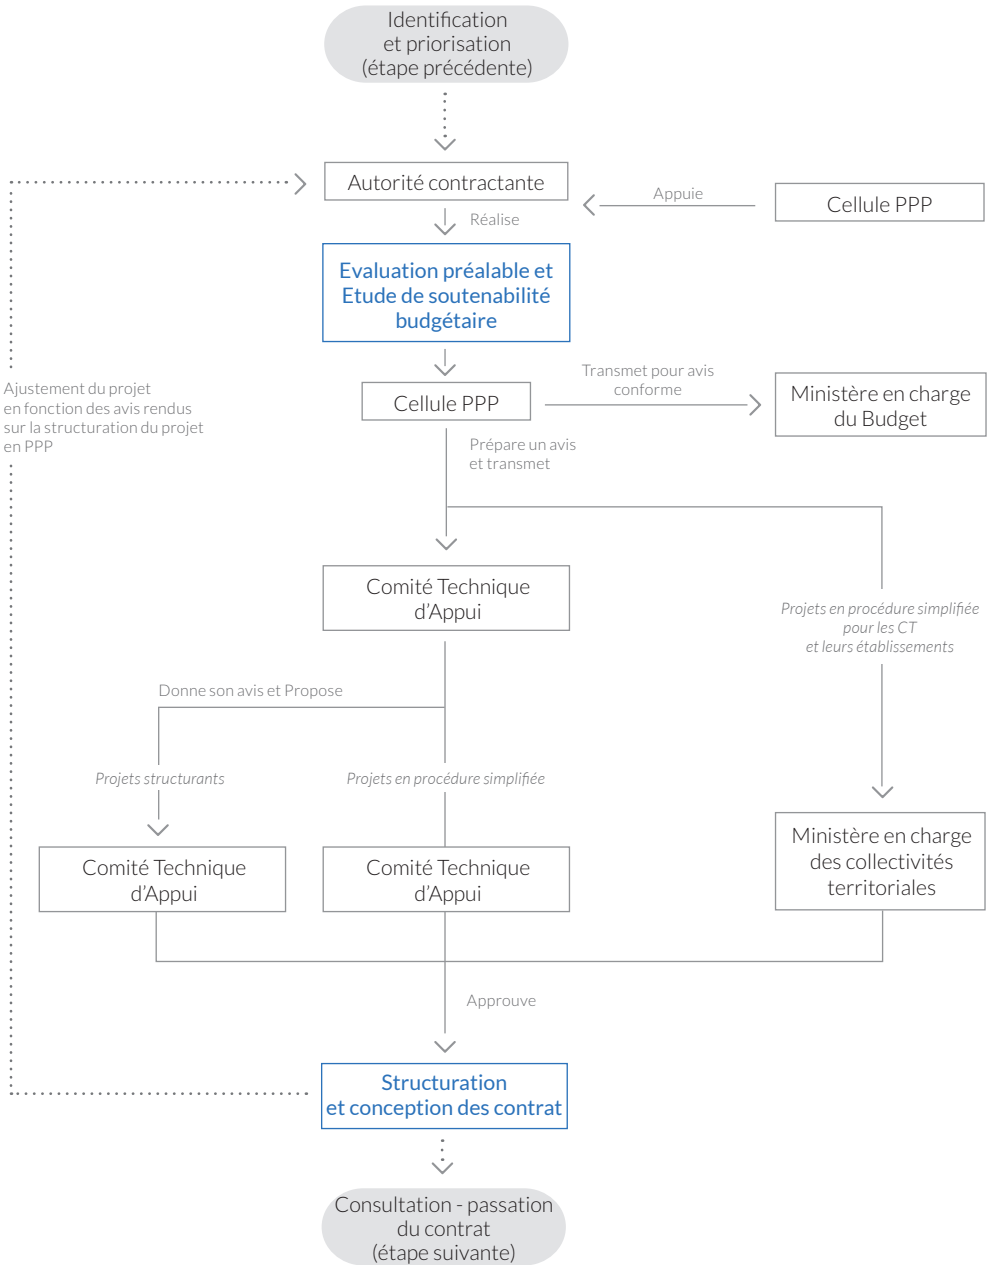 Identification
et priorisation
(étape précédente)
Autorité contractante
Appuie
Cellule PPP
Réalise
Evaluation préalable et
Etude de soutenabilité
budgétaire
Ajustement du projet
en fonction des avis rendus
sur la structuration du projet
en PPP
Cellule PPP
Transmet pour avis
conforme
Ministère en charge
du Budget
Prépare un avis
et transmet
Comité Technique
d'Appui
Projets en procédure simplifiée
pour les CT
et leurs établissements
Donne son avis et Propose
Projets structurants
Projets en procédure simplifiée
Comité Technique
d'Appui
Comité Technique
d'Appui
Ministère en charge
des collectivités
territoriales
Approuve
Structuration
et conception des contrat
Consultation - passation
du contrat
(étape suivante)